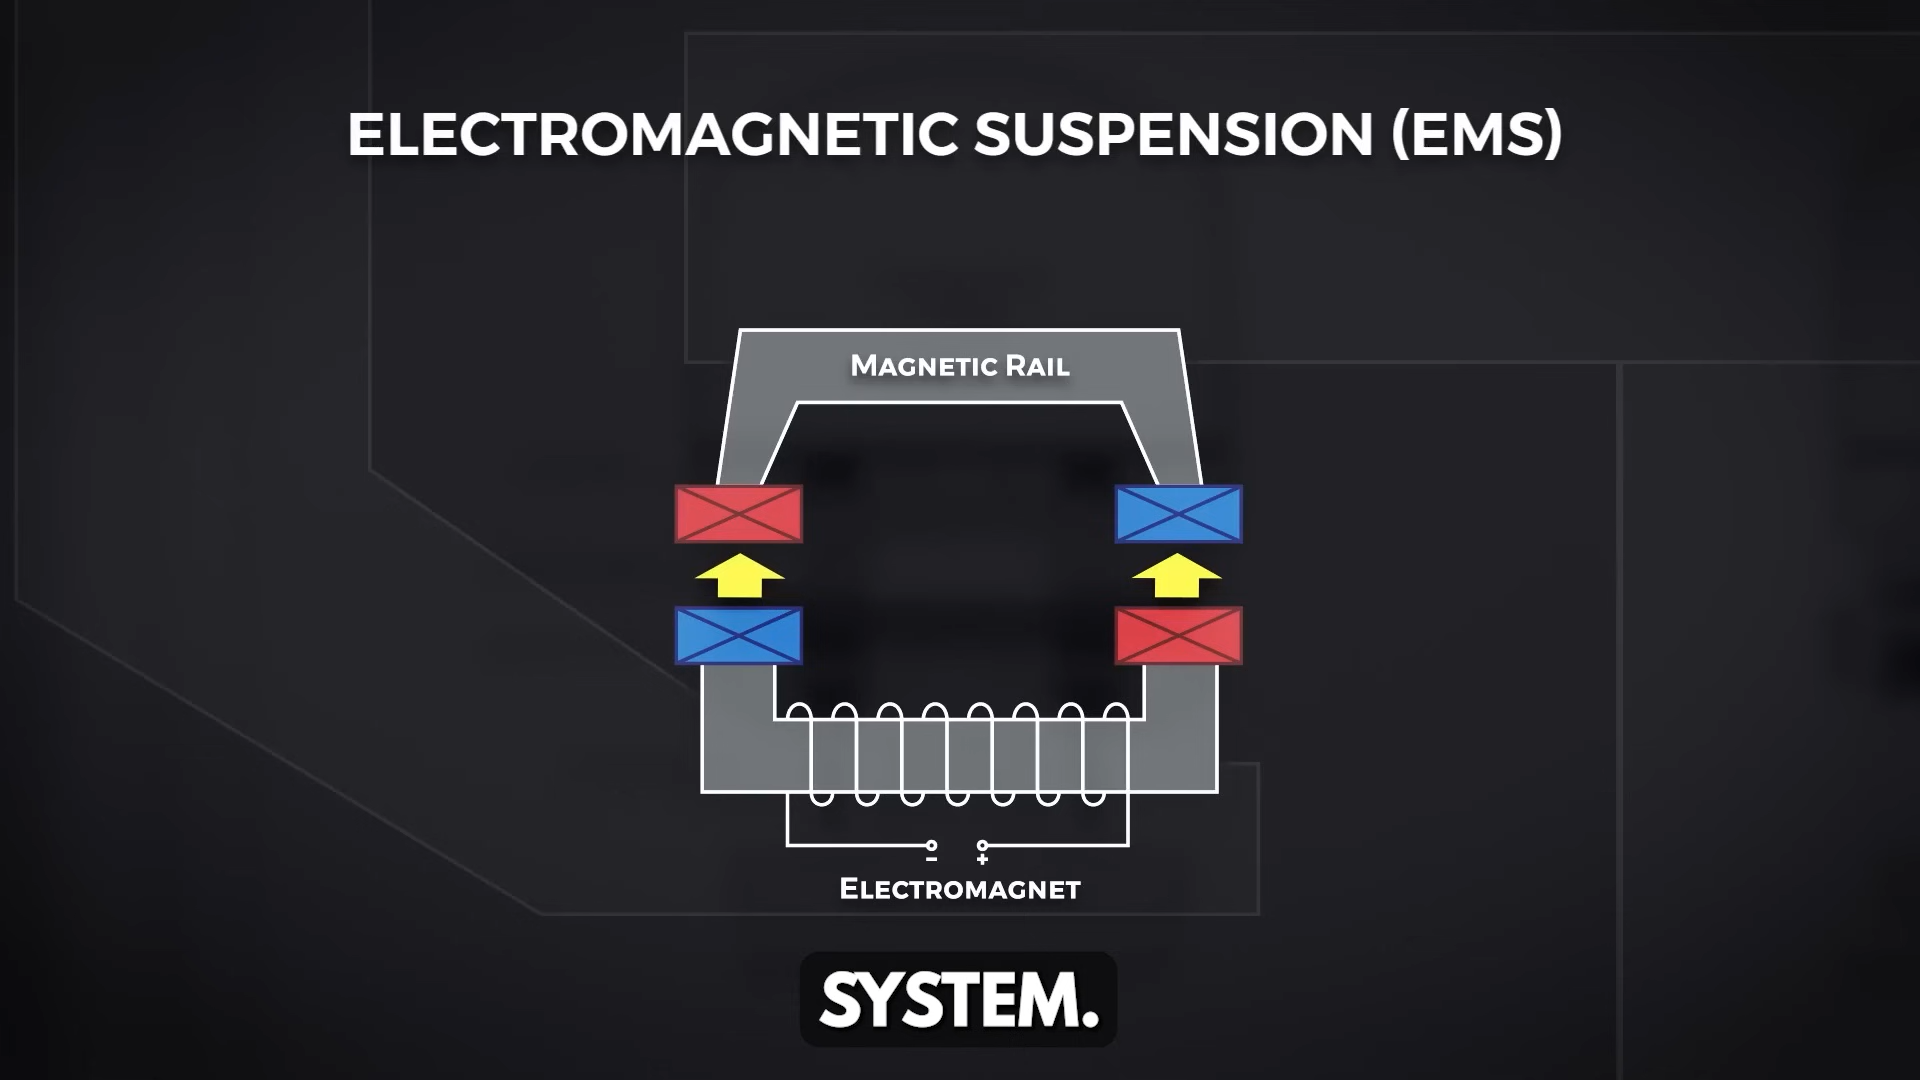 ELECTROMAGNETIC SUSPENSION (EMS)
MAGNETIC RAIL
- +
ELECTROMAGNET
SYSTEM.